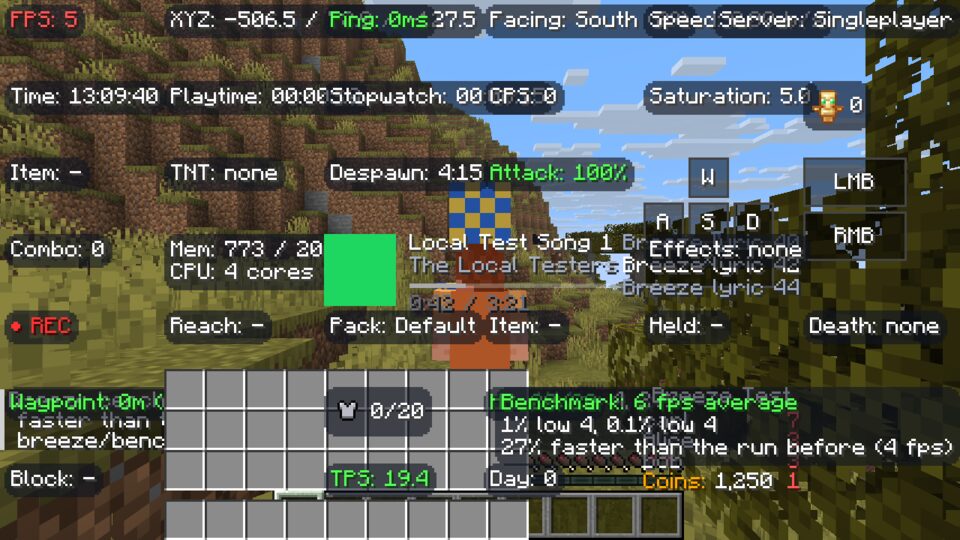 FPS: 5
XYZ: -506.5 /
Ping: 0ms
37.5
Facing: South
Speed
Server: Singleplayer
Time: 13:09:40
Playtime: 00:00
Stopwatch: 00
CPS:
Saturation: 5.0
0
Item: -
TNT: none
Despawn: 4:15
Attack: 100%
W
LMB
A S D
RMB
Combo: 0
Mem: 773 / 20
CPU: 4 cores
Local Test Song 1
The Local Testers
0:42 / 3:21
Effects: none
Breeze lyric 42
Breeze lyric 44
REC
Reach: -
Pack: Default
Item: -
Held: -
Death: none
Waypoint: 0m
faster than
breeze/benc
0/20
Benchmark: 6 fps average
1% low 4, 0.1% low 4
27% faster than the run before (4 fps)
Block: -
TPS: 19.4
Day: 0
Coins: 1,250
1